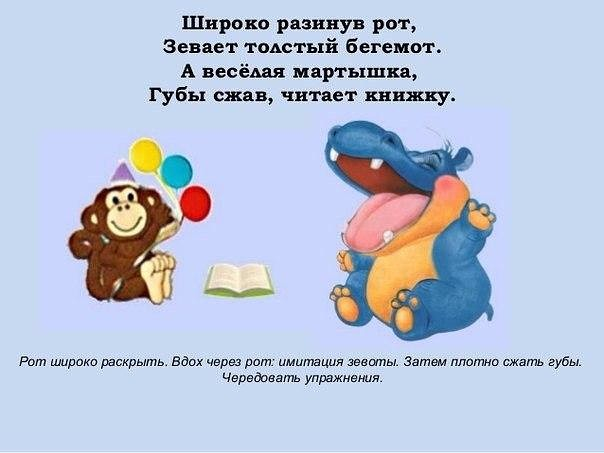 Широко разинув рот,
Зевает толстый бегемот.
А весёлая мартышка,
Губы сжав, читает книжку.
Рот широко раскрыть. Вдох через рот: имитация зевоты. Затем плотно сжать губы.
Чередовать упражнения.